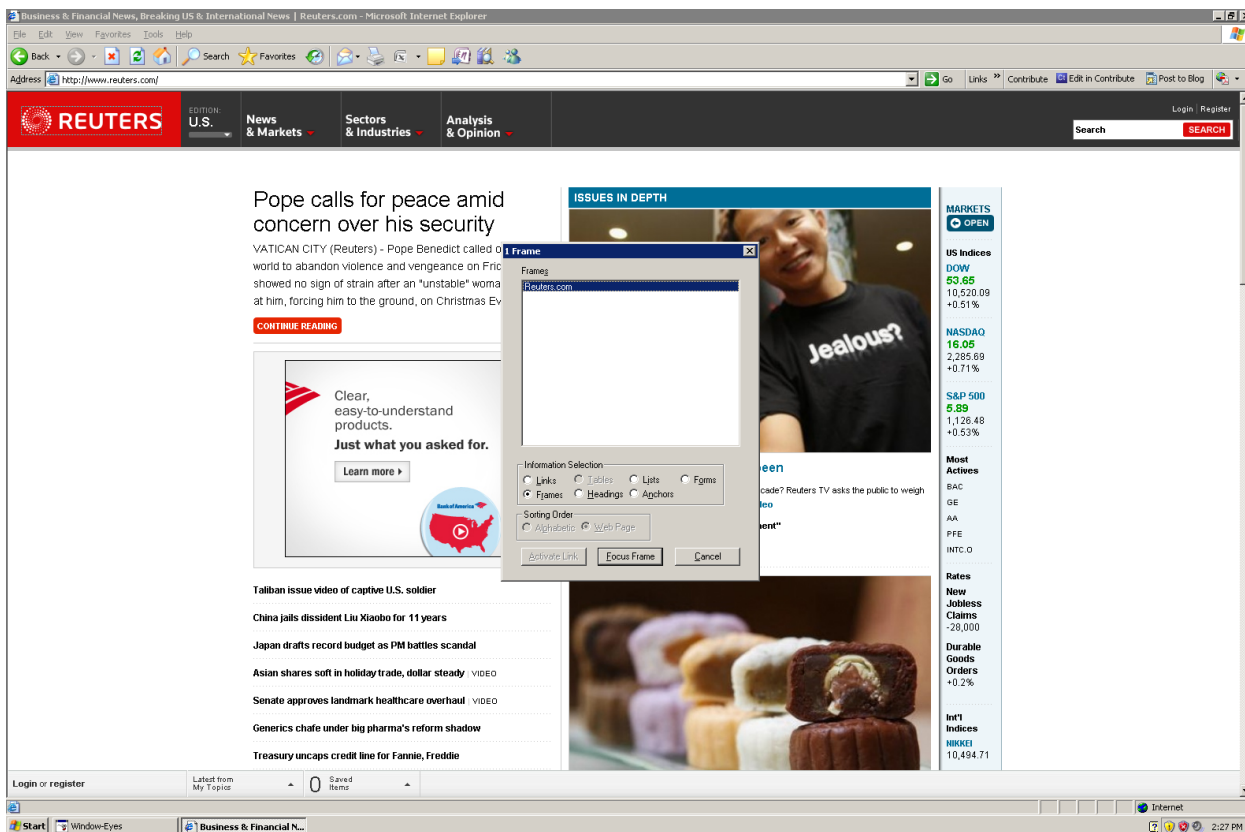 Business & Financial News, Breaking US & International News | Reuters.com - Microsoft Internet Explorer
File Edit View Favorites Tools Help
Back Search Favorites
Address http://www.reuters.com/ Go Links » Contribute Edit in Contribute Post to Blog
REUTERS
EDITION:
U.S.
News
& Markets
Sectors
& Industries
Analysis
& Opinion
Login | Register
Search SEARCH
Pope calls for peace amid
concern over his security
VATICAN CITY (Reuters) - Pope Benedict called o
world to abandon violence and vengeance on Fric
showed no sign of strain after an "unstable" woma
at him, forcing him to the ground, on Christmas Ev
CONTINUE READING
Clear,
easy-to-understand
products.
Just what you asked for.
Learn more
Bank of America
Taliban issue video of captive U.S. soldier
China jails dissident Liu Xiaobo for 11 years
Japan drafts record budget as PM battles scandal
Asian shares soft in holiday trade, dollar steady | VIDEO
Senate approves landmark healthcare overhaul | VIDEO
Generics chafe under big pharma's reform shadow
Treasury uncaps credit line for Fannie, Freddie
ISSUES IN DEPTH
Jealous?
een
cade? Reuters TV asks the public to weigh
leo
ent"
1 Frame
Frames
Reuters.com
Information Selection
Links Tables Lists Forms
Frames Headings Anchors
Sorting Order
Alphabetic Web Page
Activate Link Focus Frame Cancel
MARKETS
OPEN
US Indices
DOW
53.65
10,520.09
+0.51%
NASDAQ
16.05
2,285.69
+0.71%
S&P 500
5.89
1,126.48
+0.53%
Most
Actives
BAC
GE
AA
PFE
INTC.O
Rates
New
Jobless
Claims
-28,000
Durable
Goods
Orders
+0.2%
Int'l
Indices
NIKKEI
10,494.71
Login or register
Latest from
My Topics
0 Saved
Items
Internet
Start Window-Eyes Business & Financial N... 2:27 PM